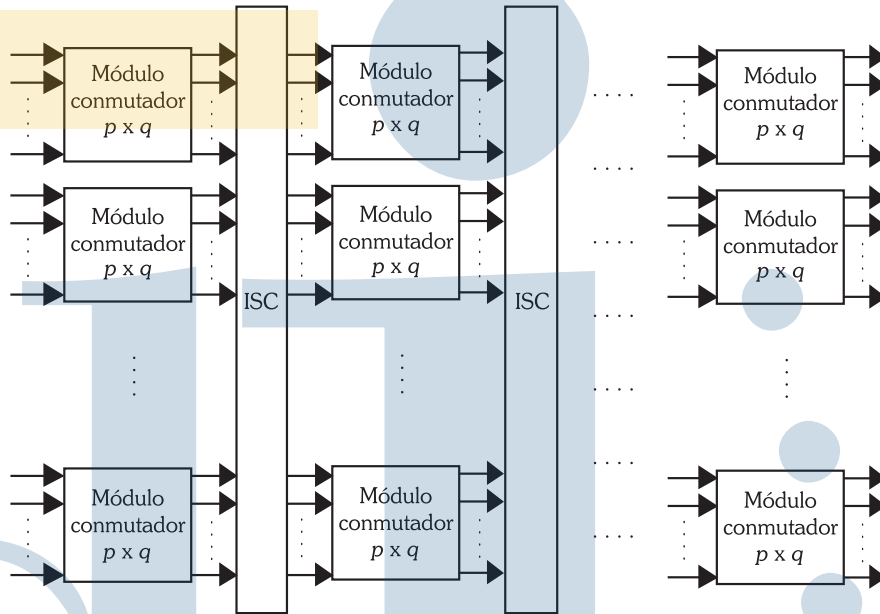 Módulo
conmutador
p x q
Módulo
conmutador
p x q
Módulo
conmutador
p x q
Módulo
conmutador
p x q
Módulo
conmutador
p x q
Módulo
conmutador
p x q
ISC
ISC
Módulo
conmutador
p x q
Módulo
conmutador
p x q
Módulo
conmutador
p x q